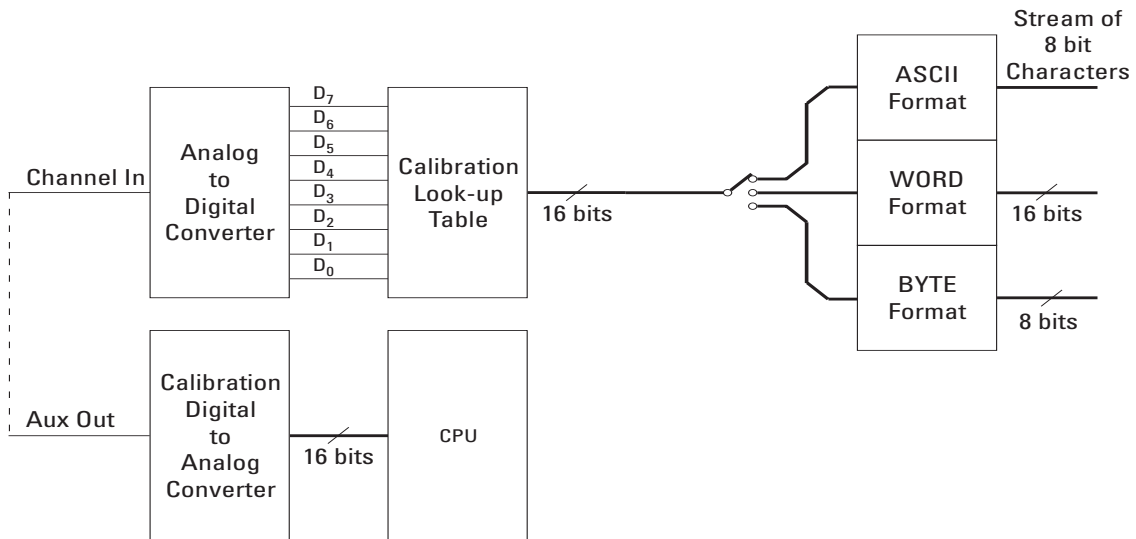 Stream of
8 bit
Characters
ASCII
Format
D7
D6
D5
D4
D3
D2
D1
D0
Analog
to
Digital
Converter
Calibration
Look-up
Table
Channel In
16 bits
WORD
Format
16 bits
BYTE
Format
8 bits
Calibration
Digital
to
Analog
Converter
Aux Out
16 bits
CPU